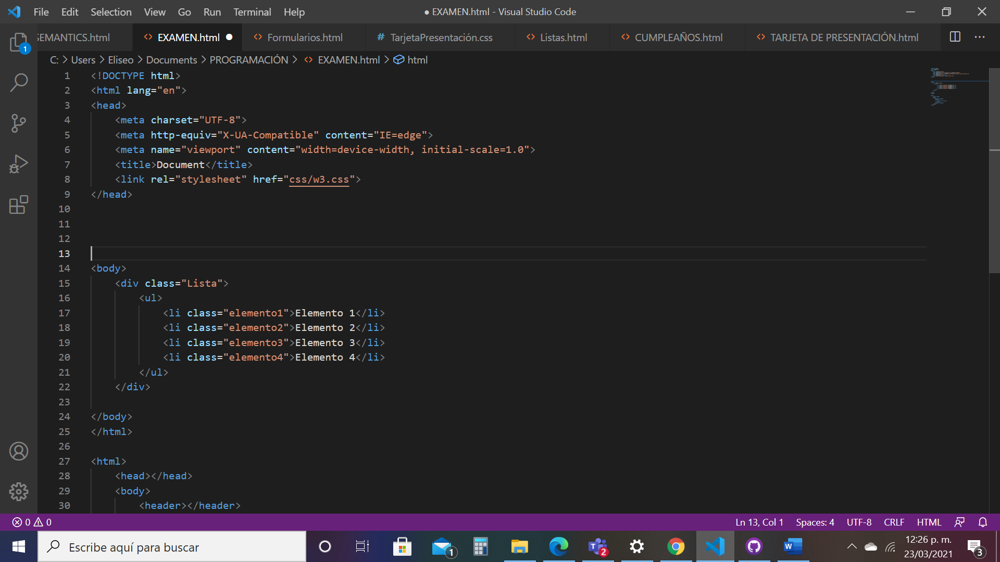 File Edit Selection View Go Run Terminal Help ● EXAMEN.html - Visual Studio Code
SEMANTICS.html EXAMEN.html Formularios.html # TarjetaPresentación.css Listas.html CUMPLEAÑOS.html TARJETA DE PRESENTACIÓN.html
1
C: > Users > Eliseo > Documents > PROGRAMACIÓN > EXAMEN.html > html
1 <!DOCTYPE html>
2 <html lang="en">
3 <head>
4 <meta charset="UTF-8">
5 <meta http-equiv="X-UA-Compatible" content="IE=edge">
6 <meta name="viewport" content="width=device-width, initial-scale=1.0">
7 <title>Document</title>
8 <link rel="stylesheet" href="css/w3.css">
9 </head>
10
11
12
13
14 <body>
15 <div class="Lista">
16 <ul>
17 <li class="elemento1">Elemento 1</li>
18 <li class="elemento2">Elemento 2</li>
19 <li class="elemento3">Elemento 3</li>
20 <li class="elemento4">Elemento 4</li>
21 </ul>
22 </div>
23
24 </body>
25 </html>
26
27 <html>
28 <head></head>
29 <body>
30 <header></header>
0 0 Ln 13, Col 1 Spaces: 4 UTF-8 CRLF HTML
Escribe aquí para buscar 1 T 2 W 12:26 p. m.
23/03/2021 3